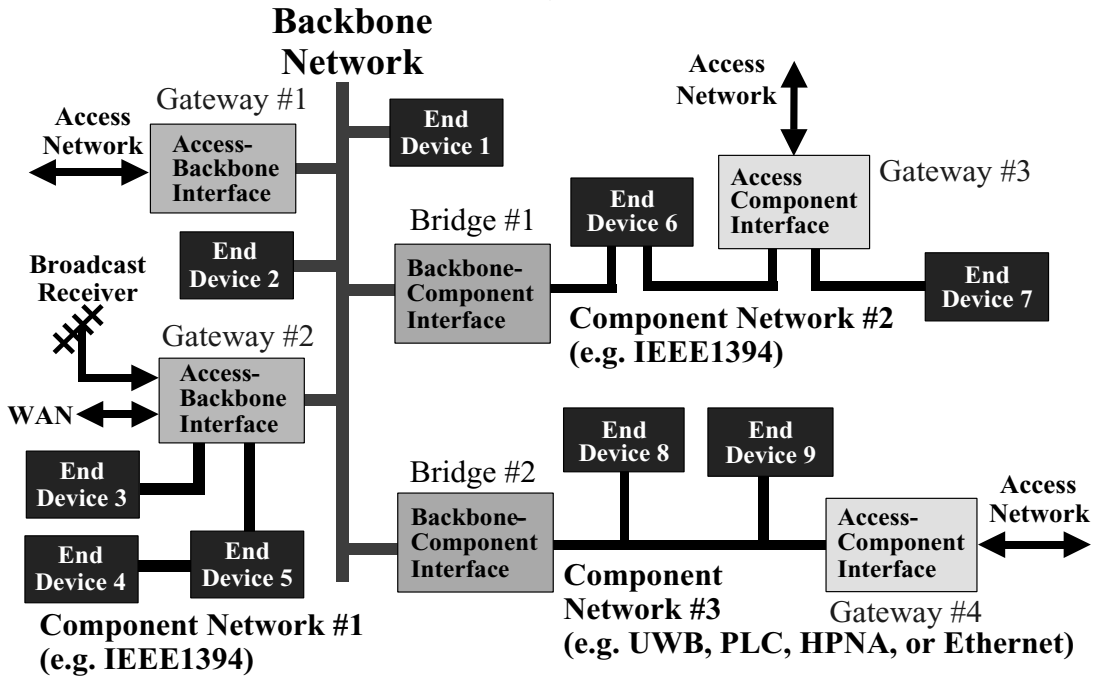 Backbone
Network
Gateway #1
Access
Network
Access-
Backbone
Interface
End
Device 1
Access
Network
Gateway #3
Access
Component
Interface
End
Device 6
Bridge #1
Backbone-
Component
Interface
End
Device 2
End
Device 7
Component Network #2
(e.g. IEEE1394)
Broadcast
Receiver
Gateway #2
Access-
Backbone
Interface
WAN
End
Device 3
End
Device 4
End
Device 5
Component Network #1
(e.g. IEEE1394)
Bridge #2
Backbone-
Component
Interface
End
Device 8
End
Device 9
Access-
Component
Interface
Access
Network
Gateway #4
Component
Network #3
(e.g. UWB, PLC, HPNA, or Ethernet)